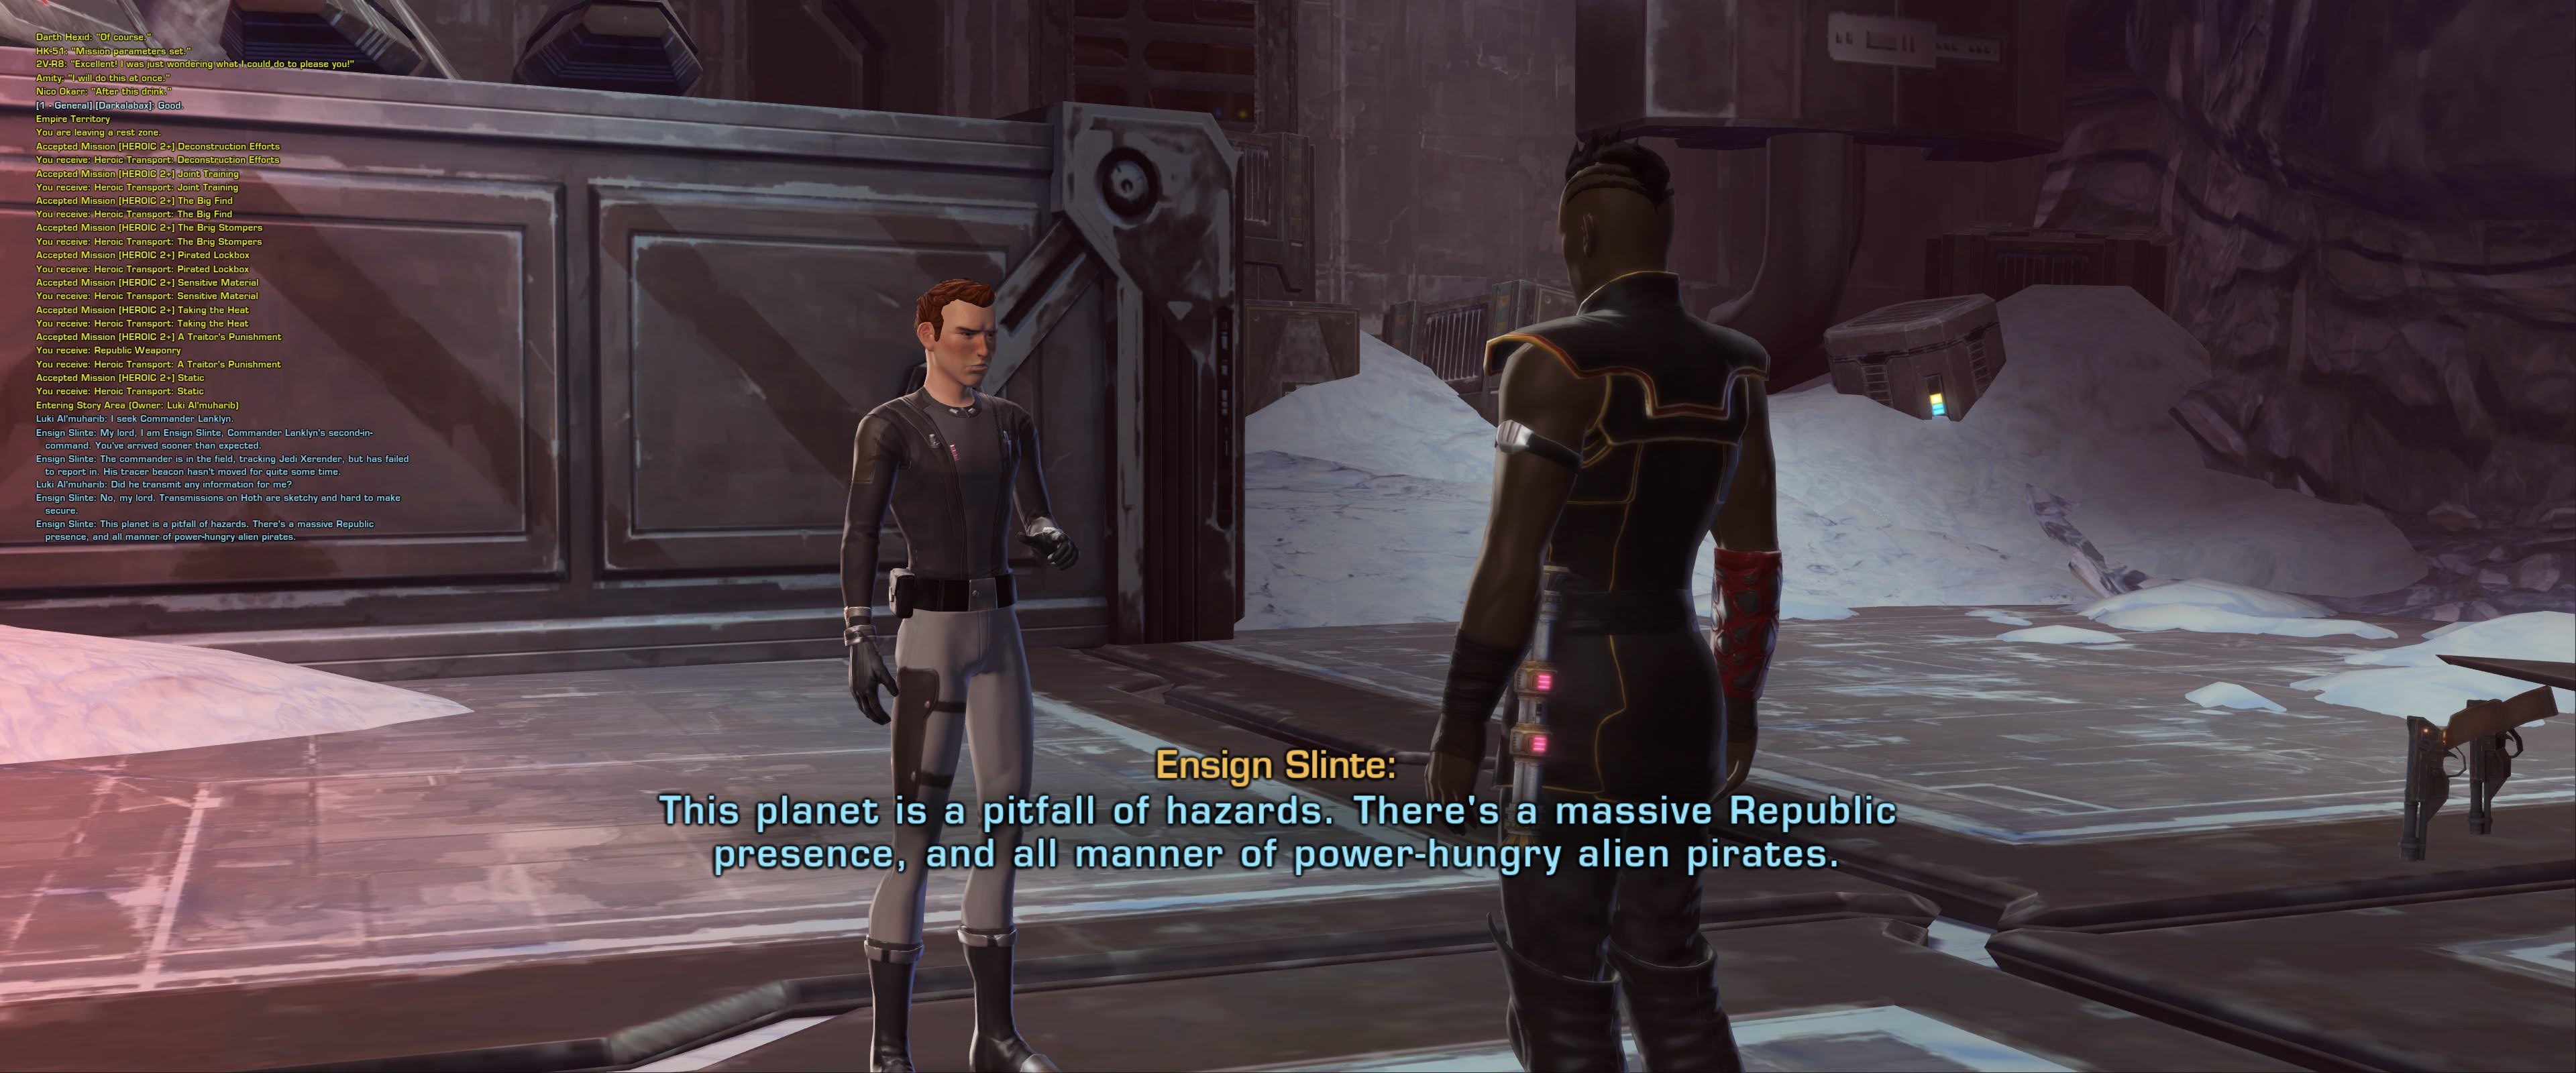 Darth Hexid: "Of course."
HK-51: "Mission parameters set."
2V-R8: "Excellent! I was just wondering what I could do to please you!"
Amity: "I will do this at once."
Nico Okarr: "After this drink."
[1 - General] [Darkalabax]: Good.
Empire Territory
You are leaving a rest zone.
Accepted Mission [HEROIC 2+] Deconstruction Efforts
You receive: Heroic Transport: Deconstruction Efforts
Accepted Mission [HEROIC 2+] Joint Training
You receive: Heroic Transport: Joint Training
Accepted Mission [HEROIC 2+] The Big Find
You receive: Heroic Transport: The Big Find
Accepted Mission [HEROIC 2+] The Brig Stompers
You receive: Heroic Transport: The Brig Stompers
Accepted Mission [HEROIC 2+] Pirated Lockbox
You receive: Heroic Transport: Pirated Lockbox
Accepted Mission [HEROIC 2+] Sensitive Material
You receive: Heroic Transport: Sensitive Material
Accepted Mission [HEROIC 2+] Taking the Heat
You receive: Heroic Transport: Taking the Heat
Accepted Mission [HEROIC 2+] A Traitor's Punishment
You receive: Republic Weaponry
You receive: Heroic Transport: A Traitor's Punishment
Accepted Mission [HEROIC 2+] Static
You receive: Heroic Transport: Static
Entering Story Area (Owner: Luki Al'muharib)
Luki Al'muharib: I seek Commander Lanklyn.
Ensign Slinte: My lord, I am Ensign Slinte, Commander Lanklyn's second-in-
command. You've arrived sooner than expected.
Ensign Slinte: The commander is in the field, tracking Jedi Xerender, but has failed
to report in. His tracer beacon hasn't moved for quite some time.
Luki Al'muharib: Did he transmit any information for me?
Ensign Slinte: No, my lord. Transmissions on Hoth are sketchy and hard to make
secure.
Ensign Slinte: This planet is a pitfall of hazards. There's a massive Republic
presence, and all manner of power-hungry alien pirates.
Ensign Slinte:
This planet is a pitfall of hazards. There's a massive Republic
presence, and all manner of power-hungry alien pirates.